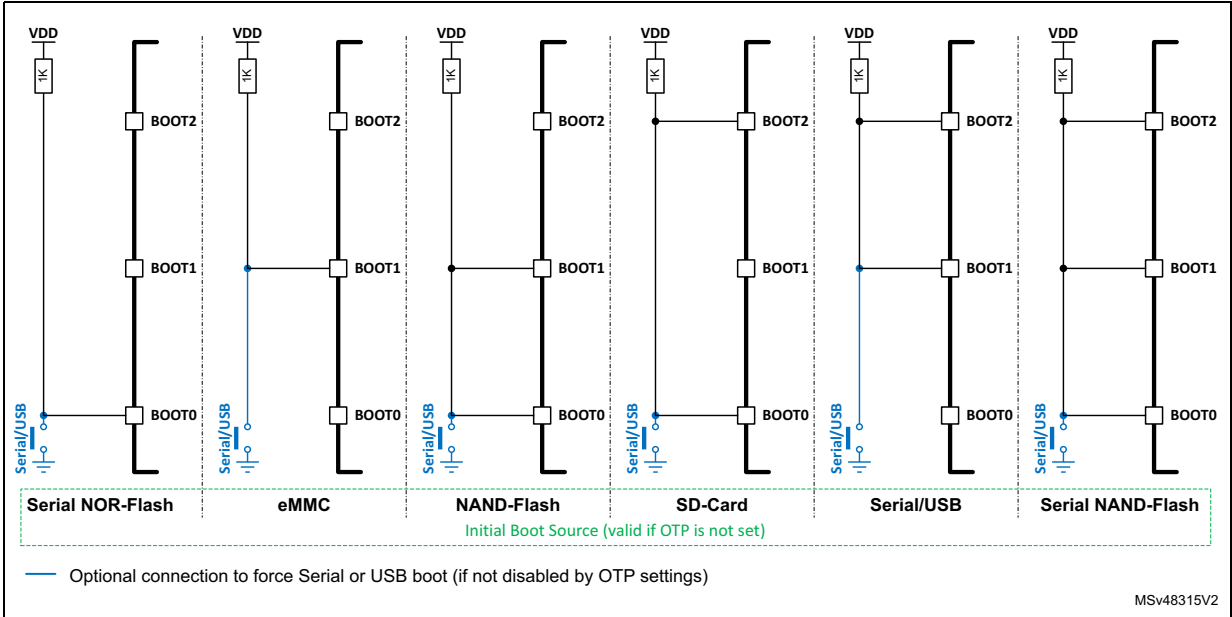 VDD VDD VDD VDD VDD VDD
1K 1K 1K 1K 1K 1K
BOOT2 BOOT2 BOOT2 BOOT2 BOOT2 BOOT2
BOOT1 BOOT1 BOOT1 BOOT1 BOOT1 BOOT1
BOOT0 BOOT0 BOOT0 BOOT0 BOOT0 BOOT0
Serial/USB Serial/USB Serial/USB Serial/USB Serial/USB Serial/USB
Serial NOR-Flash eMMC NAND-Flash SD-Card Serial/USB Serial NAND-Flash
Initial Boot Source (valid if OTP is not set)
Optional connection to force Serial or USB boot (if not disabled by OTP settings)
MSv48315V2